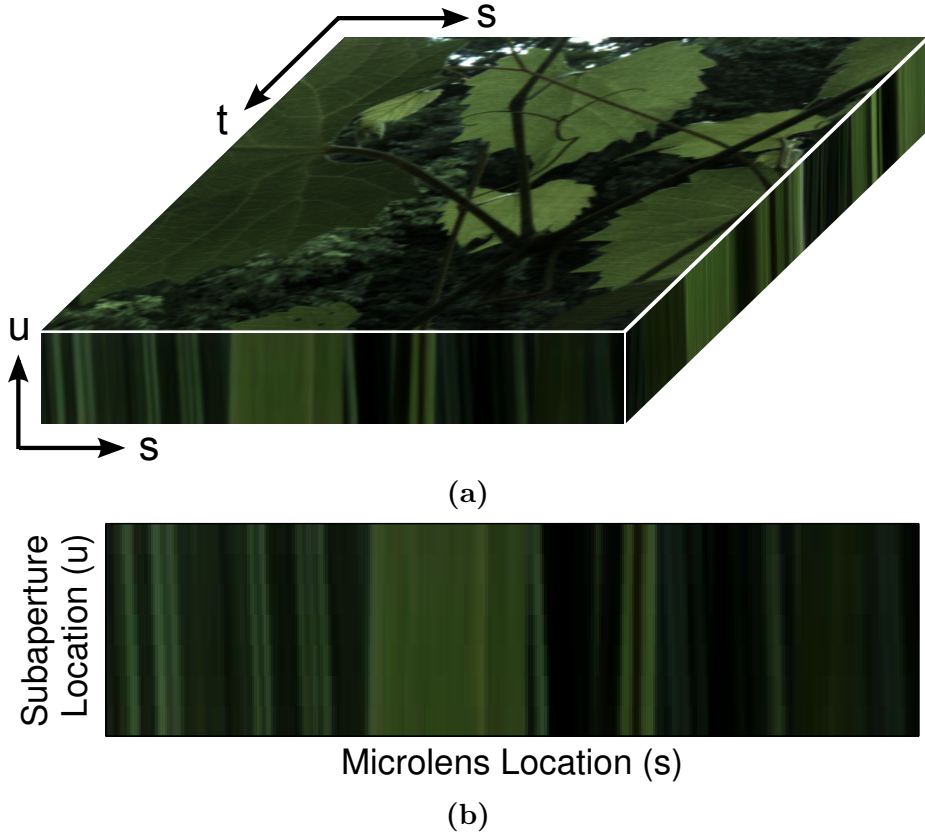 s
t
u
s
(a)
Subaperture
Location (u)
Microlens Location (s)
(b)